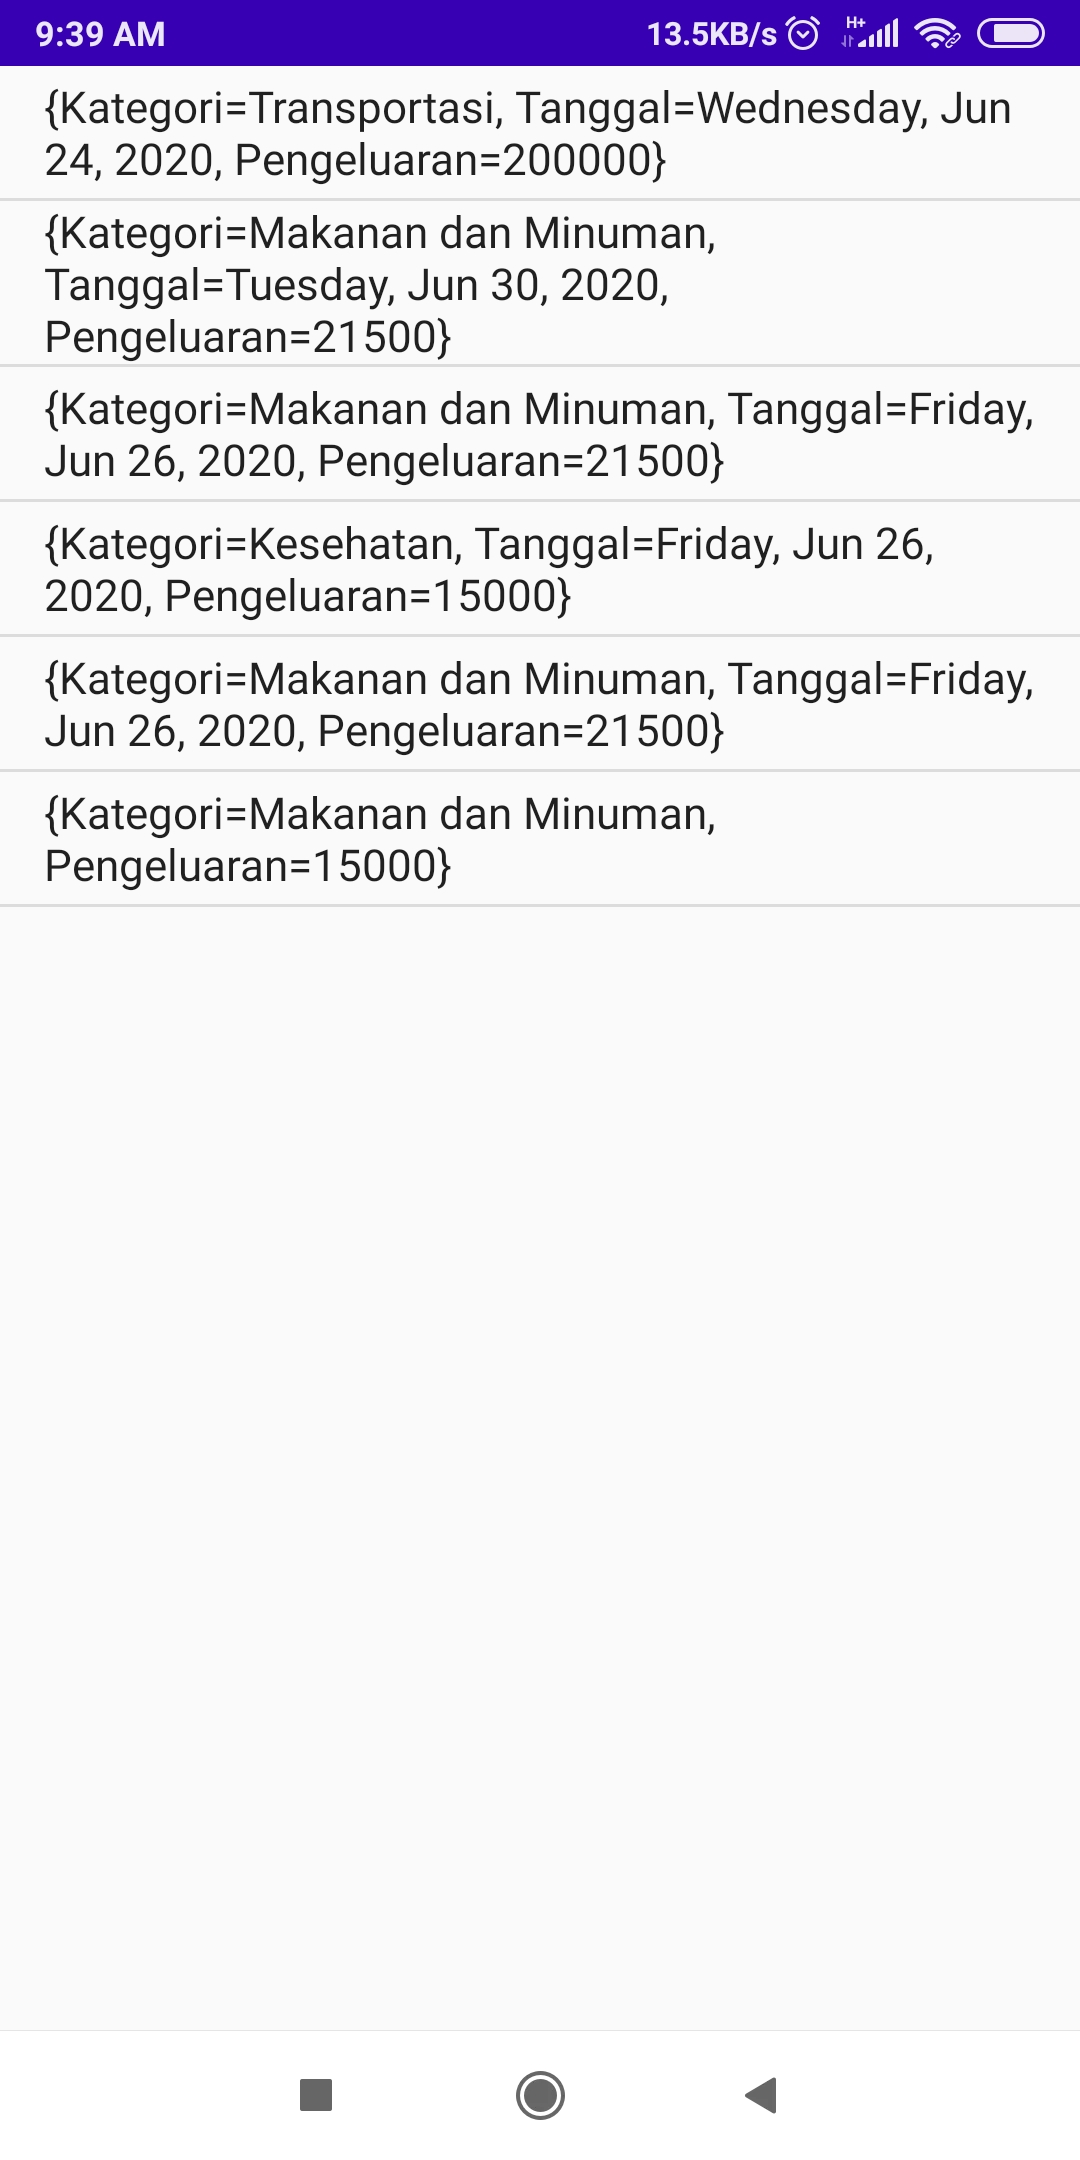 9:39 AM 13.5KB/s H+
{Kategori=Transportasi, Tanggal=Wednesday, Jun
24, 2020, Pengeluaran=200000}
{Kategori=Makanan dan Minuman,
Tanggal=Tuesday, Jun 30, 2020,
Pengeluaran=21500}
{Kategori=Makanan dan Minuman, Tanggal=Friday,
Jun 26, 2020, Pengeluaran=21500}
{Kategori=Kesehatan, Tanggal=Friday, Jun 26,
2020, Pengeluaran=15000}
{Kategori=Makanan dan Minuman, Tanggal=Friday,
Jun 26, 2020, Pengeluaran=21500}
{Kategori=Makanan dan Minuman,
Pengeluaran=15000}